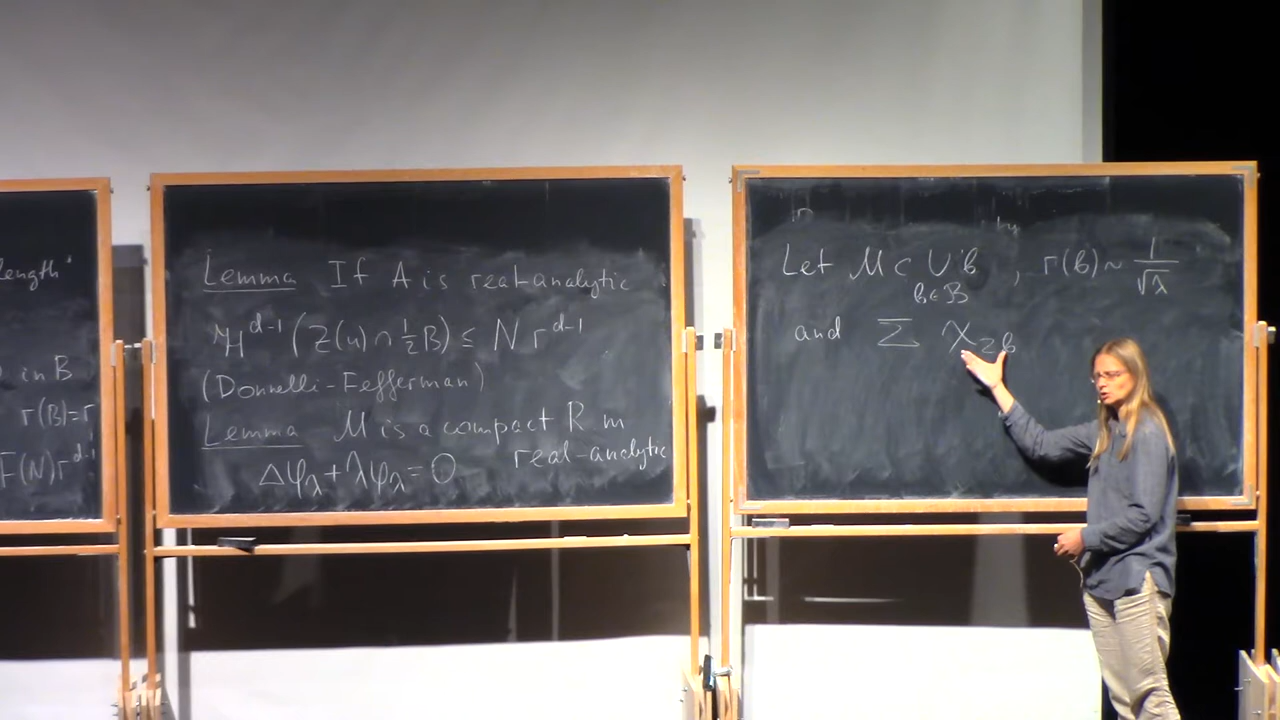 length"
in B
r(B)=r
F(N)r^{d-1}
Lemma If A is real-analytic
H^{d-1}(Z(u) ∩ ½B) ≤ N r^{d-1}
(Donnelli-Fefferman)
Lemma M is a compact R m
real-analytic
Δφ_λ + λφ_λ = 0
Let M ⊂ ∪b , r(b) ~ 1/√λ
b∈B
and Σ χ_{2b}